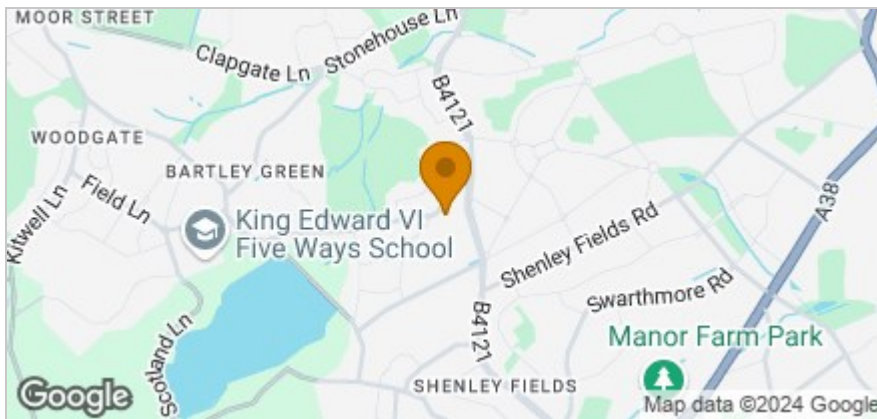 MOOR STREET
Clapgate Ln
Stonehouse Ln
B4121
WOODGATE
BARTLEY GREEN
Field Ln
Kitwell Ln
King Edward VI
Five Ways School
A38
Shenley Fields Rd
Swarthmore Rd
Scotland Ln
B4121
Manor Farm Park
SHENLEY FIELDS
Google
Map data ©2024 Google